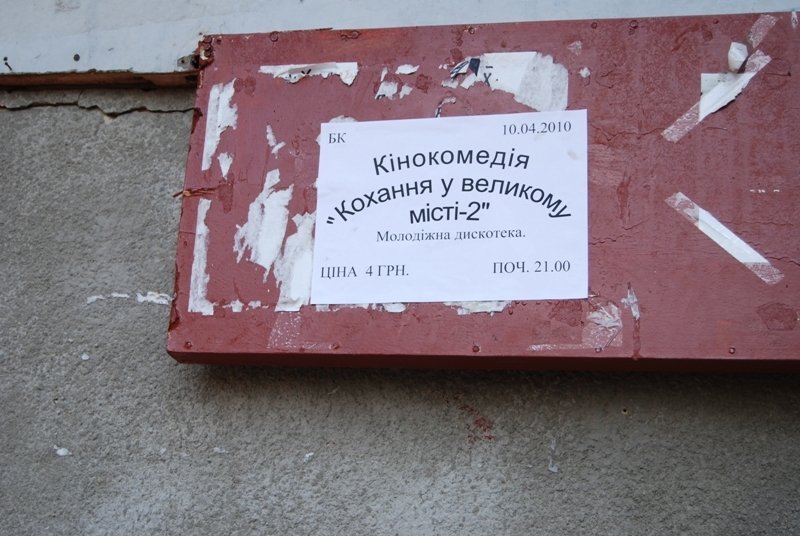 БК 10.04.2010
Кінокомедія
"Кохання у великому
місті-2"
Молодіжна дискотека.
ЦІНА 4 ГРН. ПОЧ. 21.00